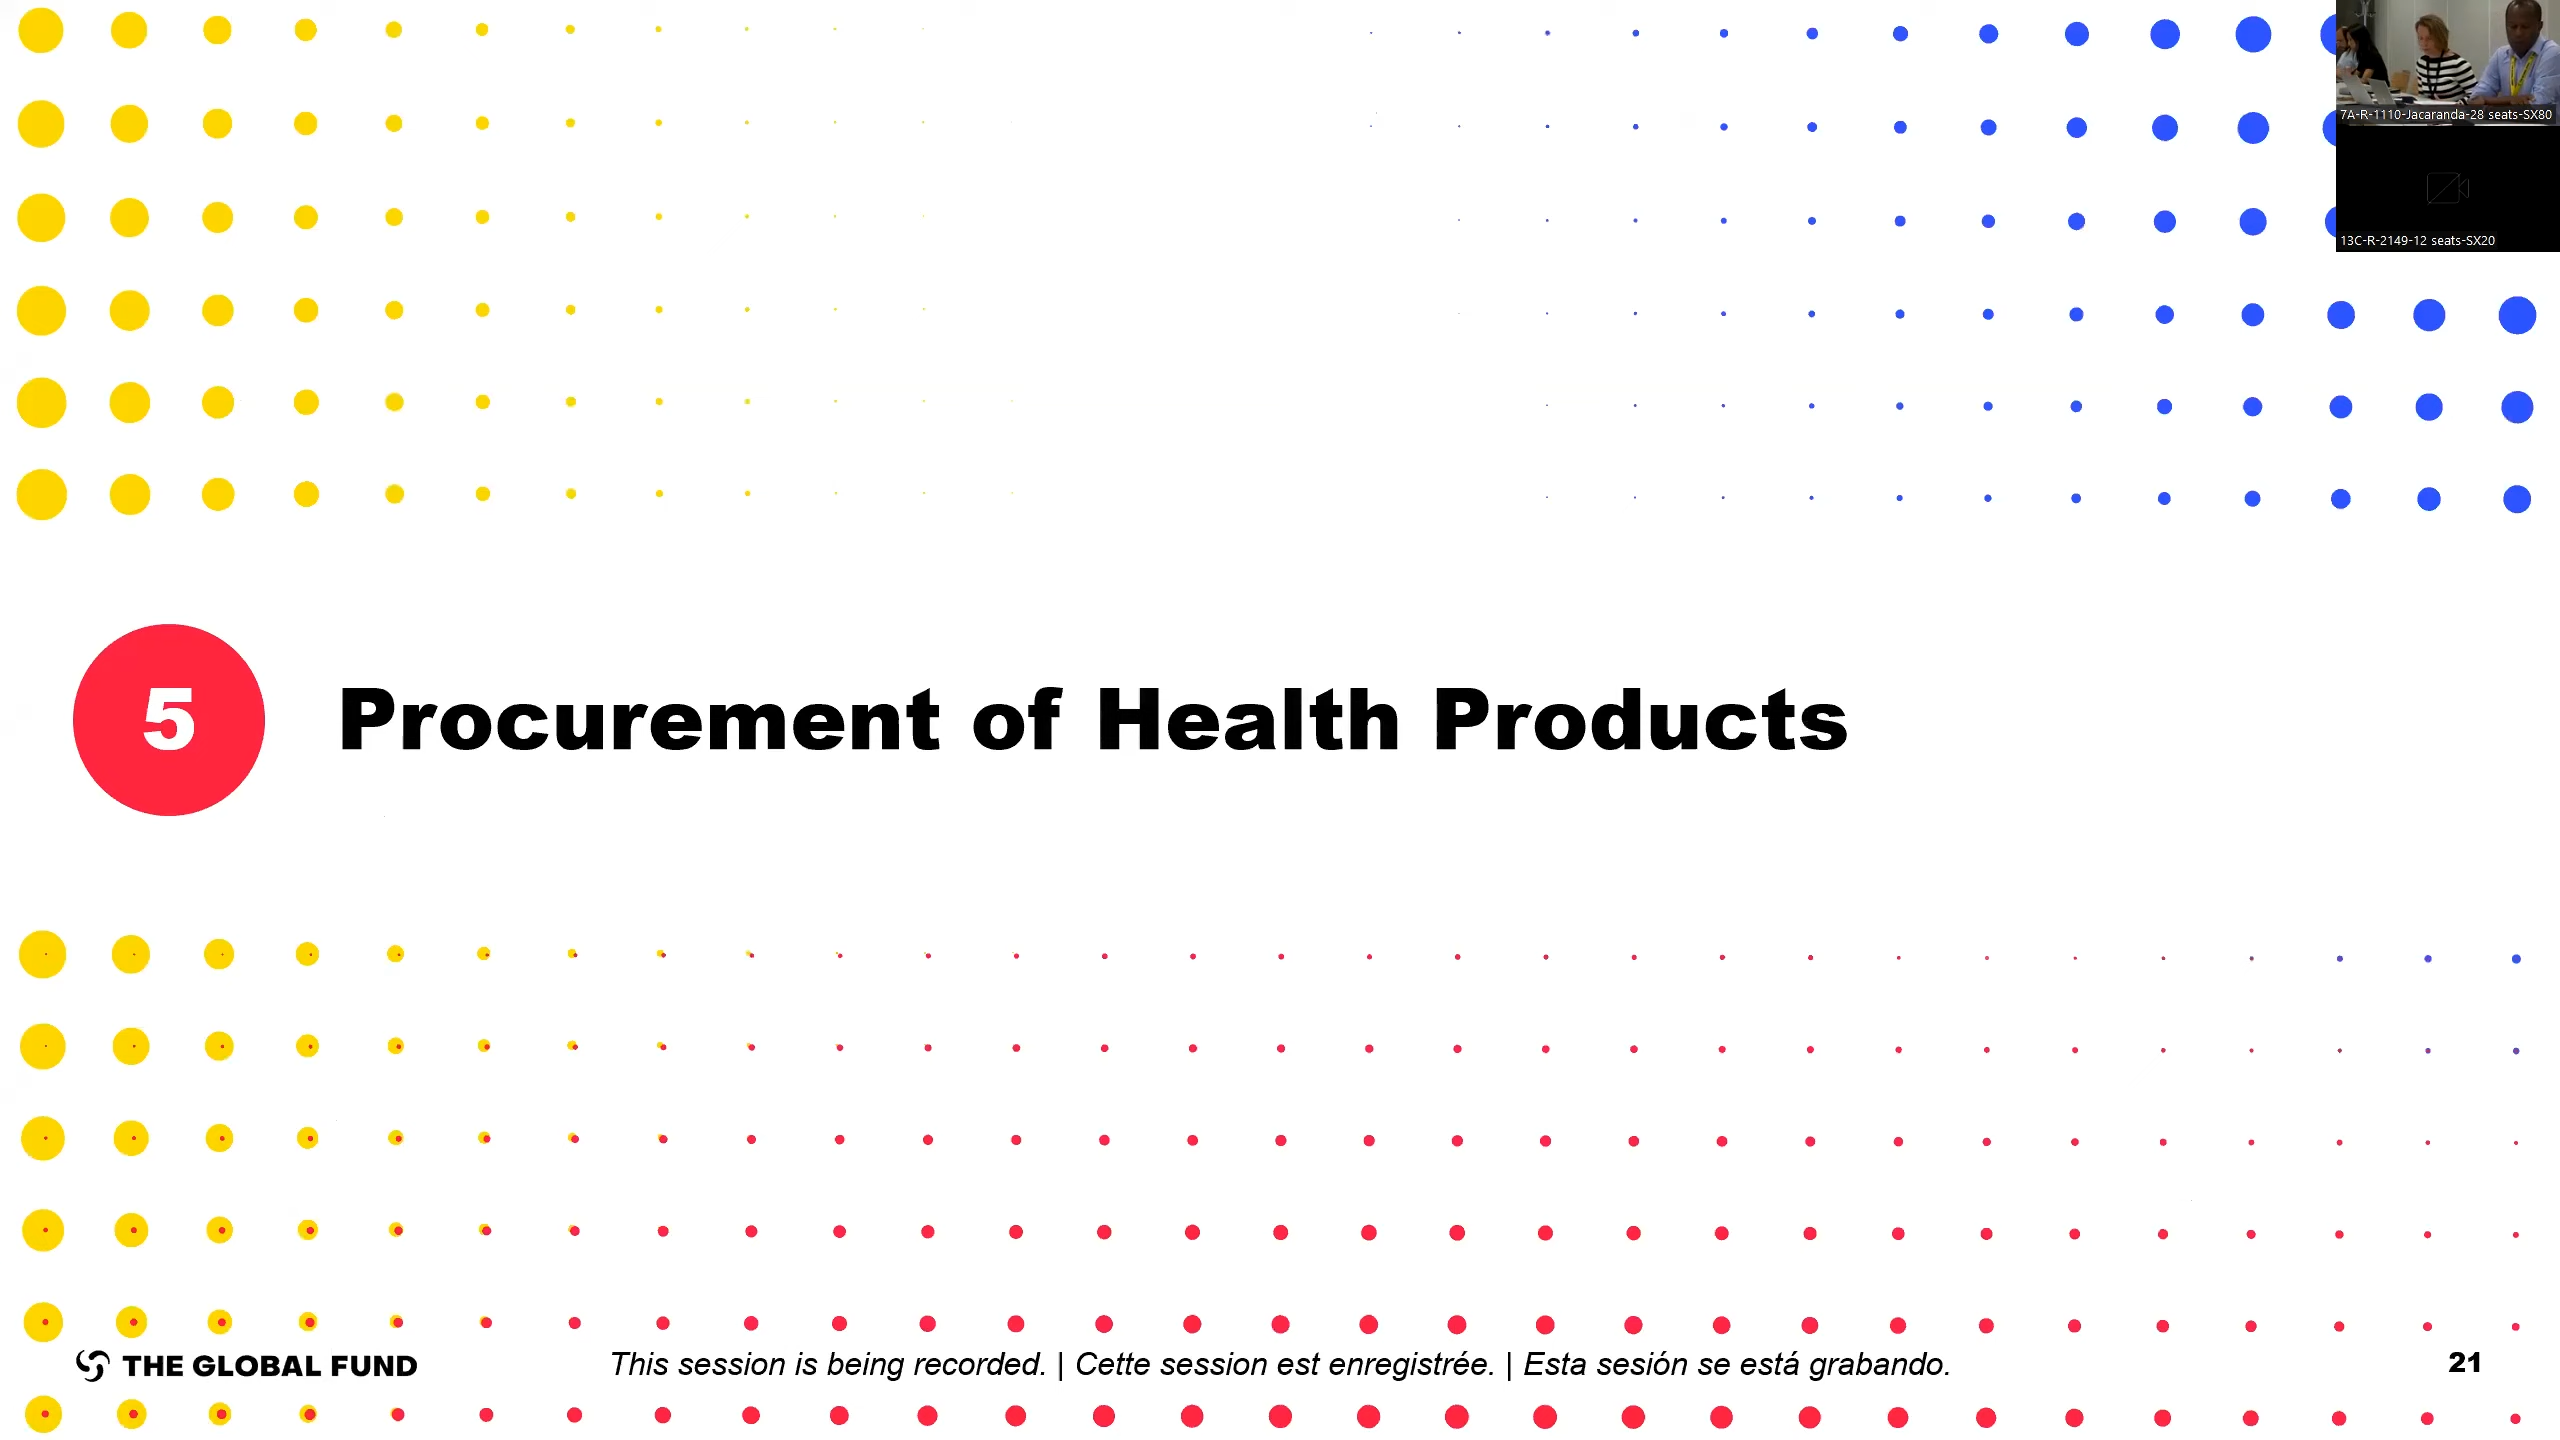 7A-R-1110-Jacaranda-28 seats-SX80
13C-R-2149-12 seats-SX20
5
Procurement of Health Products
THE GLOBAL FUND
This session is being recorded. | Cette session est enregistrée. | Esta sesión se está grabando.
21